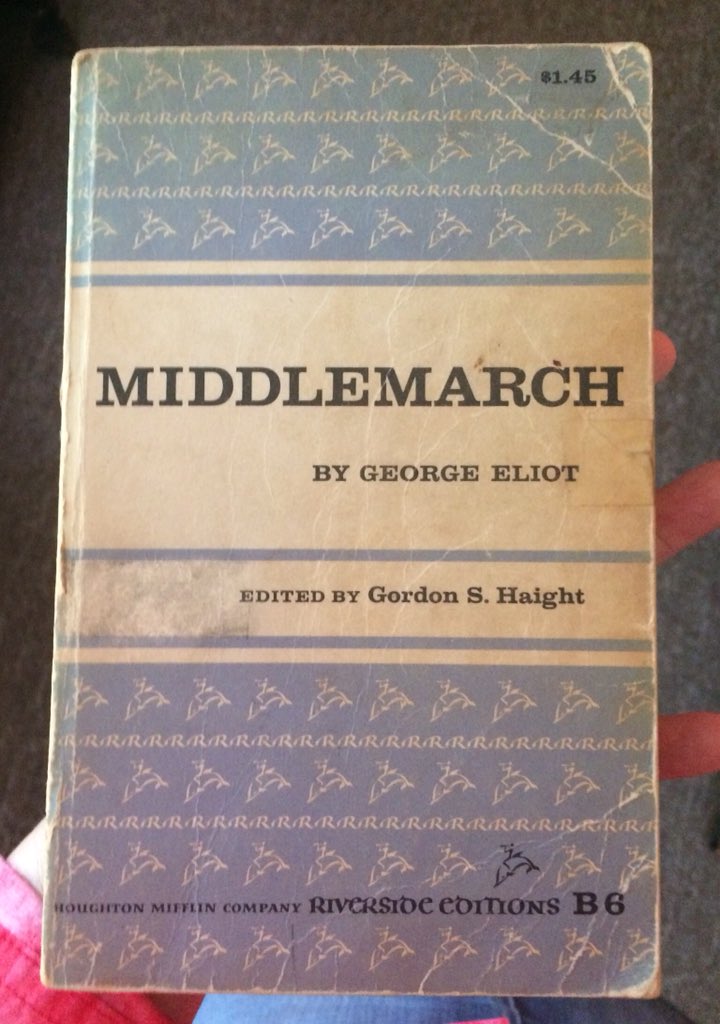 $1.45
MIDDLEMARCH
BY GEORGE ELIOT
EDITED BY Gordon S. Haight
HOUGHTON MIFFLIN COMPANY RIVERSIDE EDITIONS B6